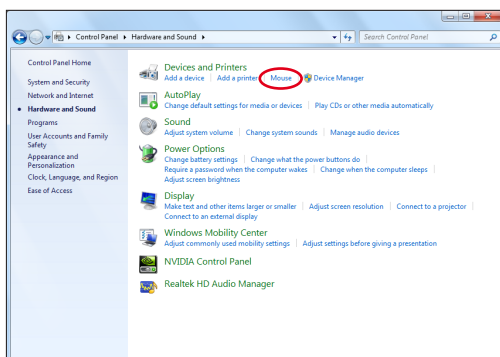 Control Panel ▸ Hardware and Sound ▸
Search Control Panel
Control Panel Home
System and Security
Network and Internet
Hardware and Sound
Programs
User Accounts and Family
Safety
Appearance and
Personalization
Clock, Language, and Region
Ease of Access
Devices and Printers
Add a device | Add a printer | Mouse | Device Manager
AutoPlay
Change default settings for media or devices | Play CDs or other media automatically
Sound
Adjust system volume | Change system sounds | Manage audio devices
Power Options
Change battery settings | Change what the power buttons do |
Require a password when the computer wakes | Change when the computer sleeps |
Adjust screen brightness
Display
Make text and other items larger or smaller | Adjust screen resolution | Connect to a projector |
Connect to an external display
Windows Mobility Center
Adjust commonly used mobility settings | Adjust settings before giving a presentation
NVIDIA Control Panel
Realtek HD Audio Manager